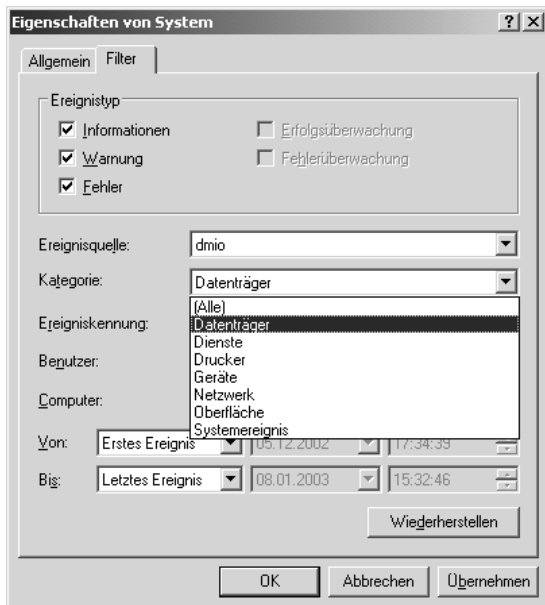 Eigenschaften von System
Allgemein Filter
Ereignistyp
Informationen Erfolgsüberwachung
Warnung Fehlerüberwachung
Fehler
Ereignisquelle: dmio
Kategorie: Datenträger
(Alle)
Datenträger
Ereigniskennung:
Dienste
Drucker
Benutzer:
Geräte
Netzwerk
Computer:
Oberfläche
Systemereignis
Von: Erstes Ereignis 05.12.2002 17:34:39
Bis: Letztes Ereignis 08.01.2003 15:32:46
Wiederherstellen
OK Abbrechen Übernehmen